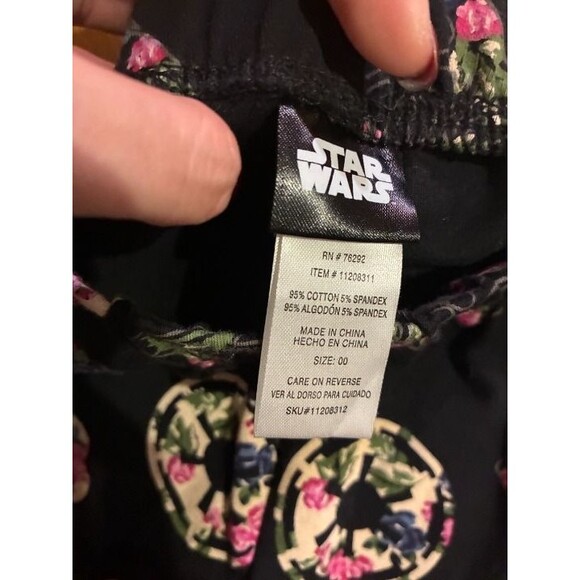 STAR
WARS
RN # 76292
ITEM # 11208311
95% COTTON 5% SPANDEX
95% ALGODÓN 5% SPANDEX
MADE IN CHINA
HECHO EN CHINA
SIZE: 00
CARE ON REVERSE
VER AL DORSO PARA CUIDADO
SKU#11208312